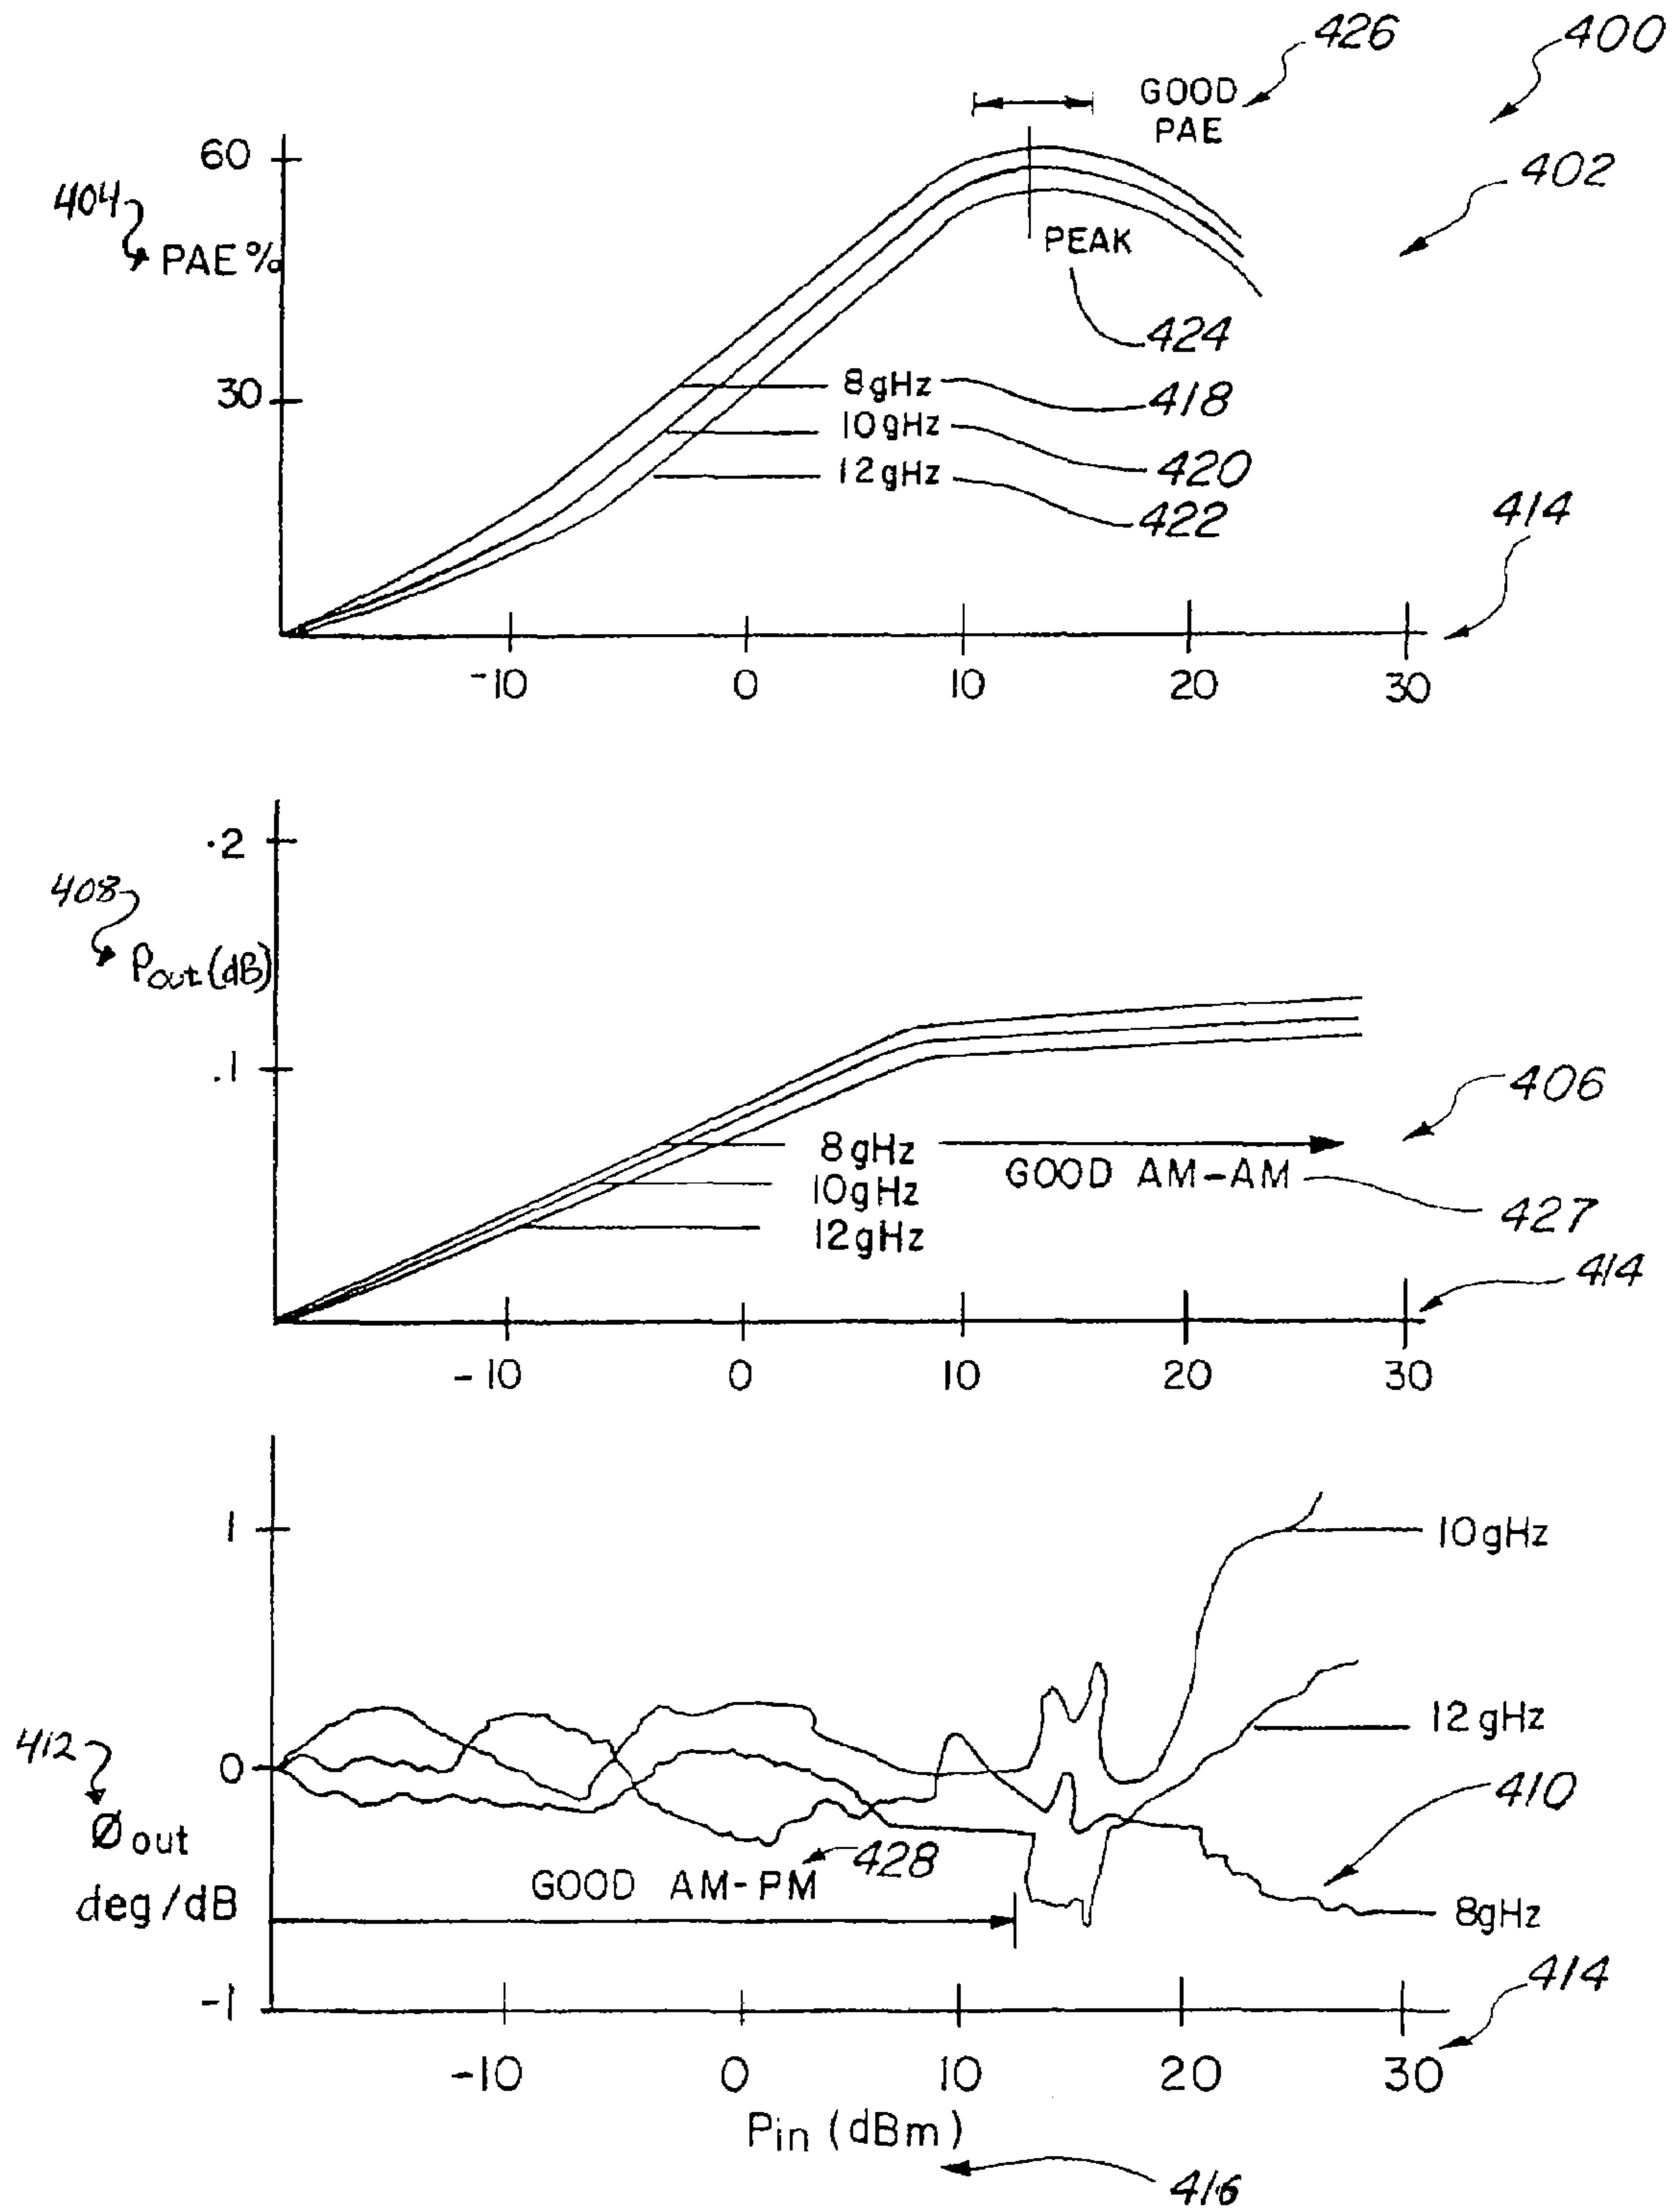 426
400
GOOD
PAE
60
402
404
PAE%
PEAK
424
30
8gHz
418
10gHz
420
12gHz
422
414
-10 0 10 20 30
.2
408
Pout(dB)
.1
406
8gHz
GOOD AM-AM
10gHz
427
12gHz
414
-10 0 10 20 30
1
10gHz
412
0
12gHz
410
Øout
deg/dB
428
GOOD AM-PM
8gHz
414
-1
-10 0 10 20 30
Pin (dBm)
416